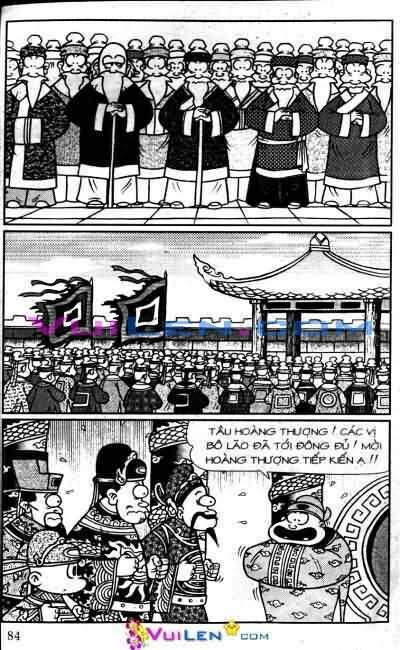 VUILEN.COM
TÂU HOÀNG THƯỢNG ! CÁC VỊ
BÔ LÃO ĐÃ TỚI ĐÔNG ĐỦ ! MỜI
HOÀNG THƯỢNG TIẾP KIẾN Ạ !!
84
VUILEN.COM